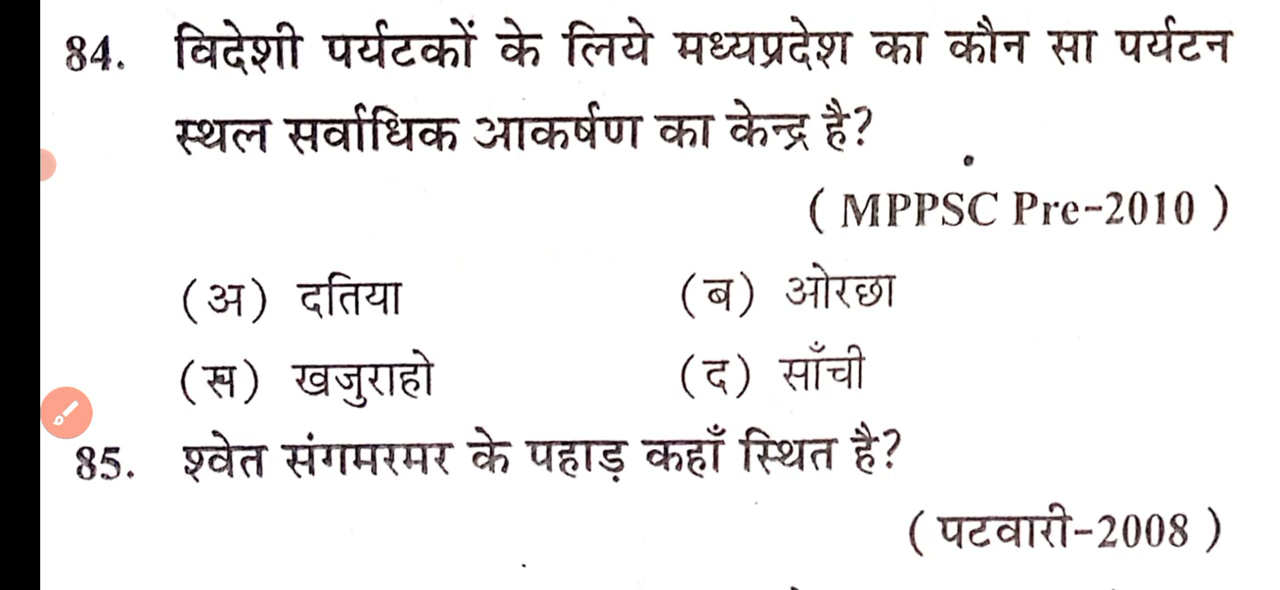 84. विदेशी पर्यटकों के लिये मध्यप्रदेश का कौन सा पर्यटन
स्थल सर्वाधिक आकर्षण का केन्द्र है?
( MPPSC Pre-2010 )
(अ) दतिया (ब) ओरछा
(स) खजुराहो (द) साँची
85. श्वेत संगमरमर के पहाड़ कहाँ स्थित है?
( पटवारी-2008 )